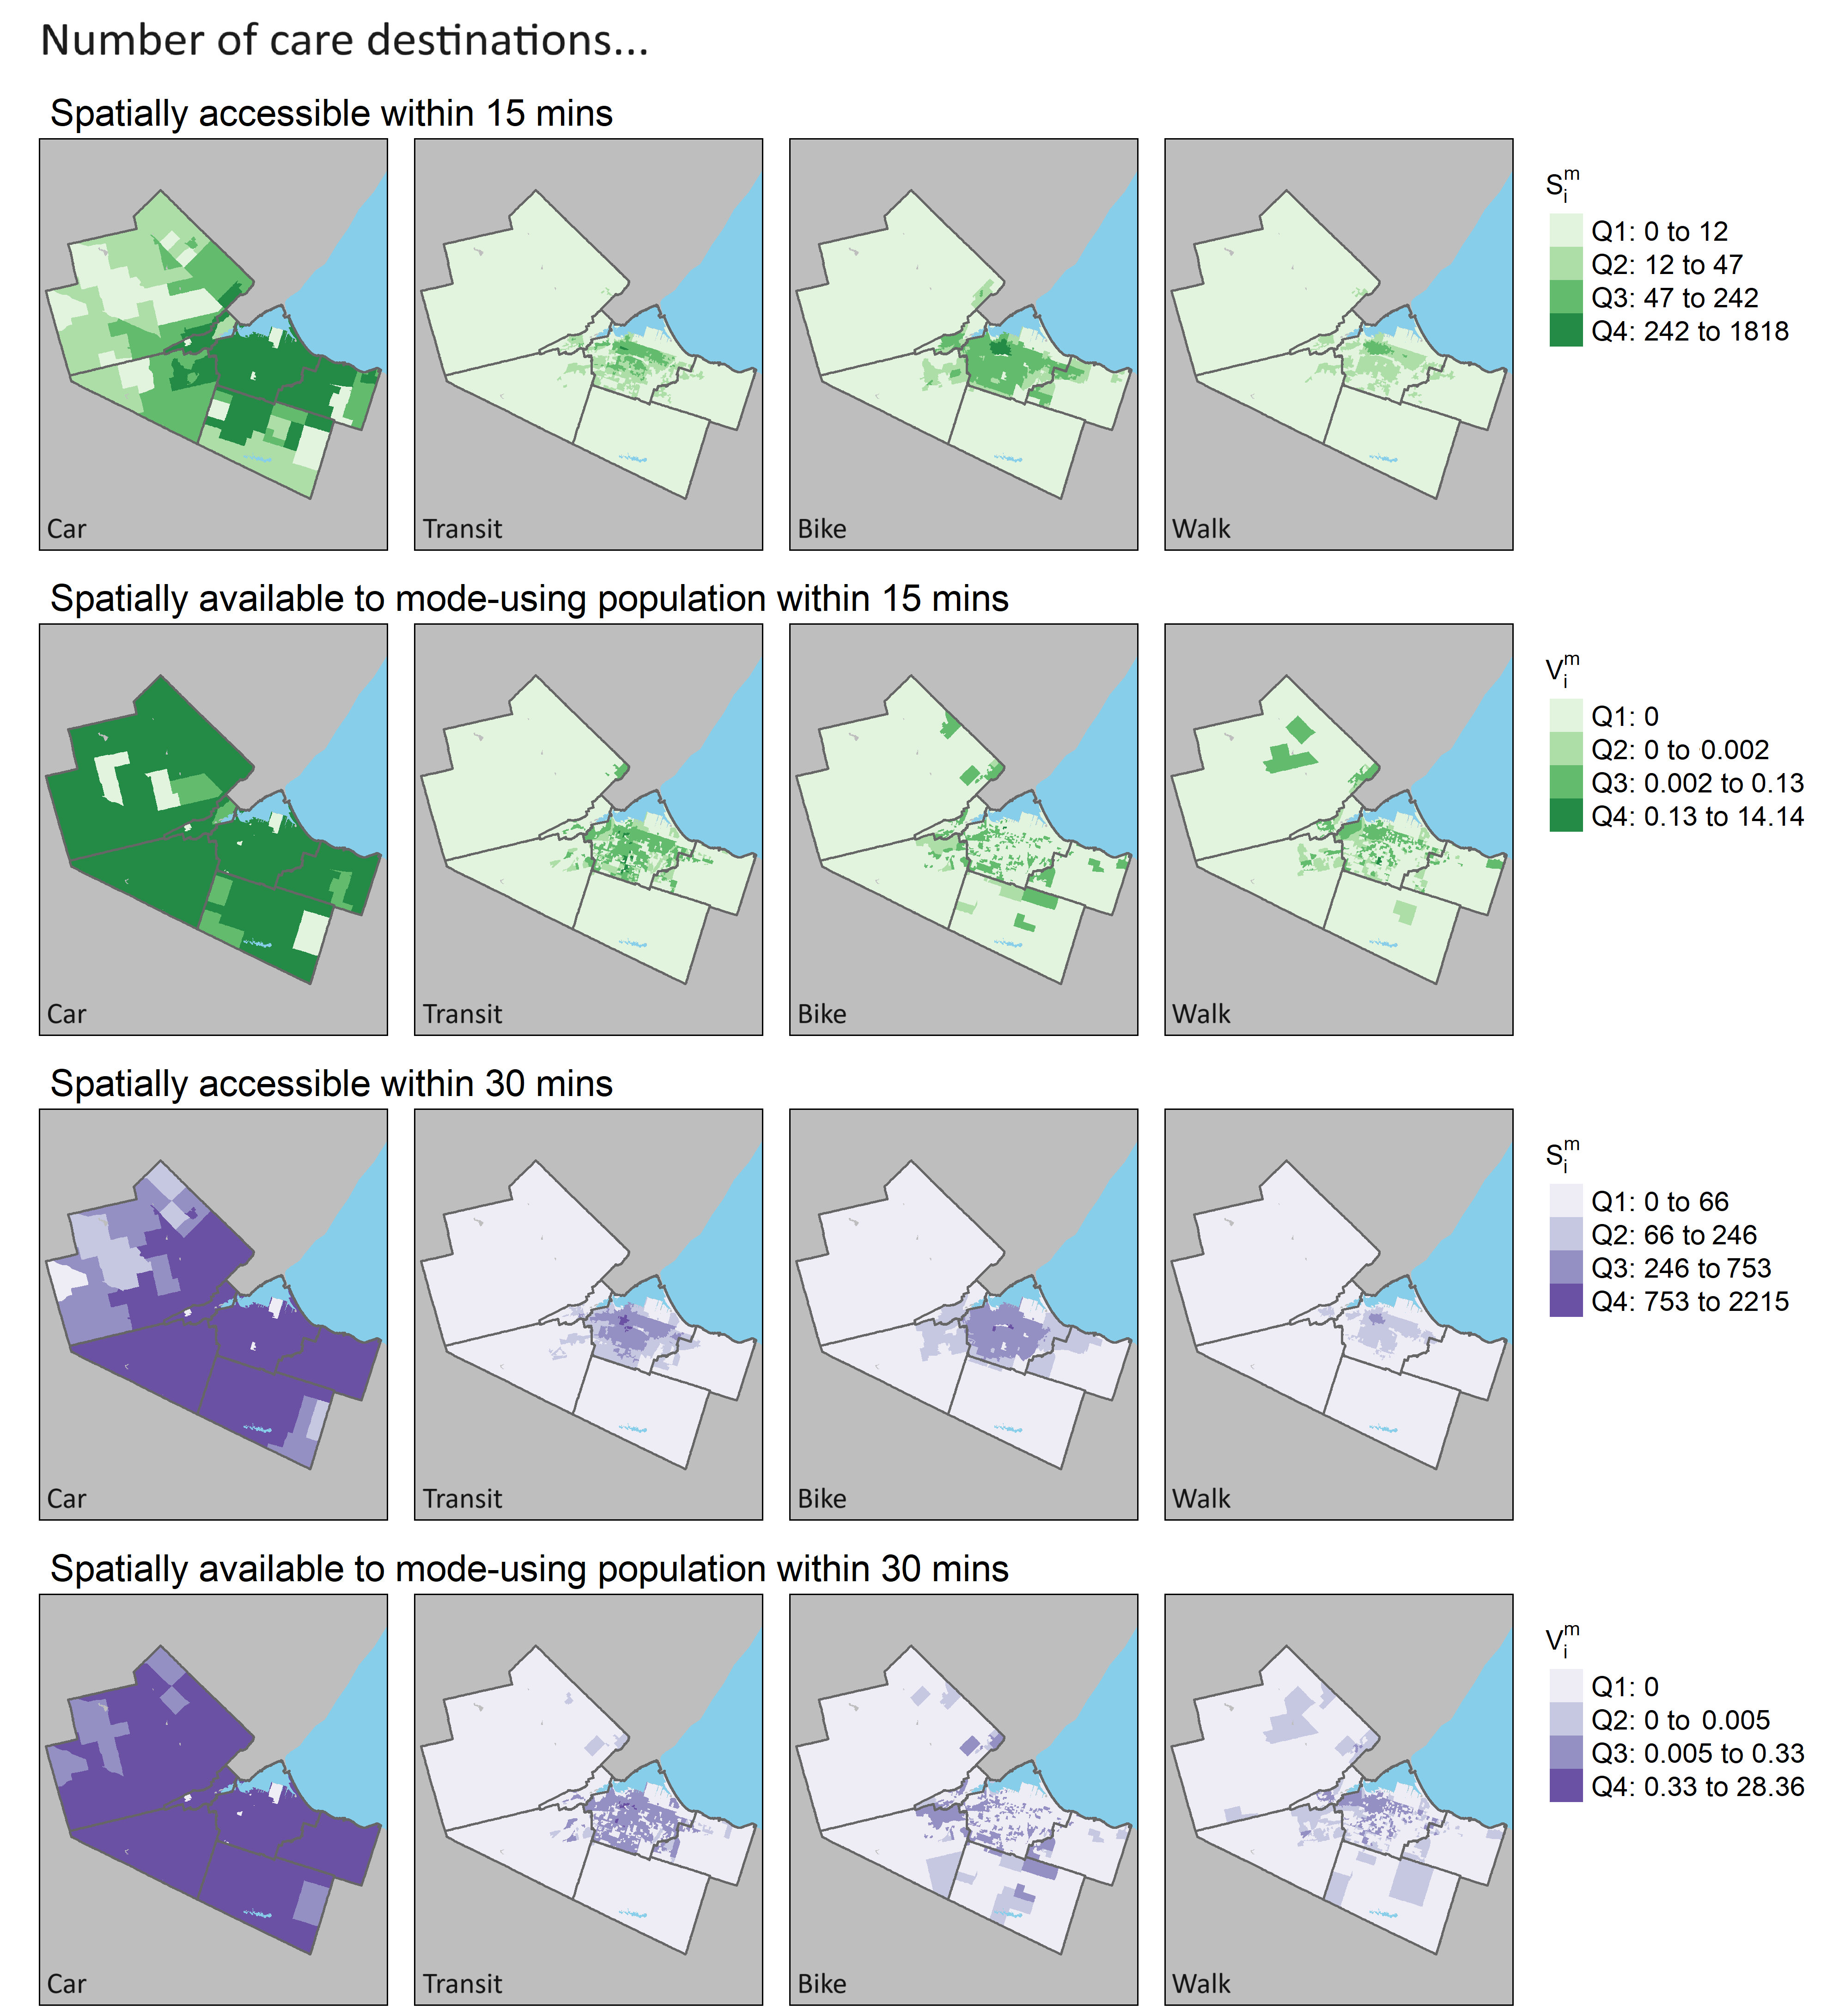 Number of care destinations...
Spatially accessible within 15 mins
Car
Transit
Bike
Walk
S_i^m
Q1: 0 to 12
Q2: 12 to 47
Q3: 47 to 242
Q4: 242 to 1818
Spatially available to mode-using population within 15 mins
Car
Transit
Bike
Walk
V_i^m
Q1: 0
Q2: 0 to 0.002
Q3: 0.002 to 0.13
Q4: 0.13 to 14.14
Spatially accessible within 30 mins
Car
Transit
Bike
Walk
S_i^m
Q1: 0 to 66
Q2: 66 to 246
Q3: 246 to 753
Q4: 753 to 2215
Spatially available to mode-using population within 30 mins
Car
Transit
Bike
Walk
V_i^m
Q1: 0
Q2: 0 to 0.005
Q3: 0.005 to 0.33
Q4: 0.33 to 28.36